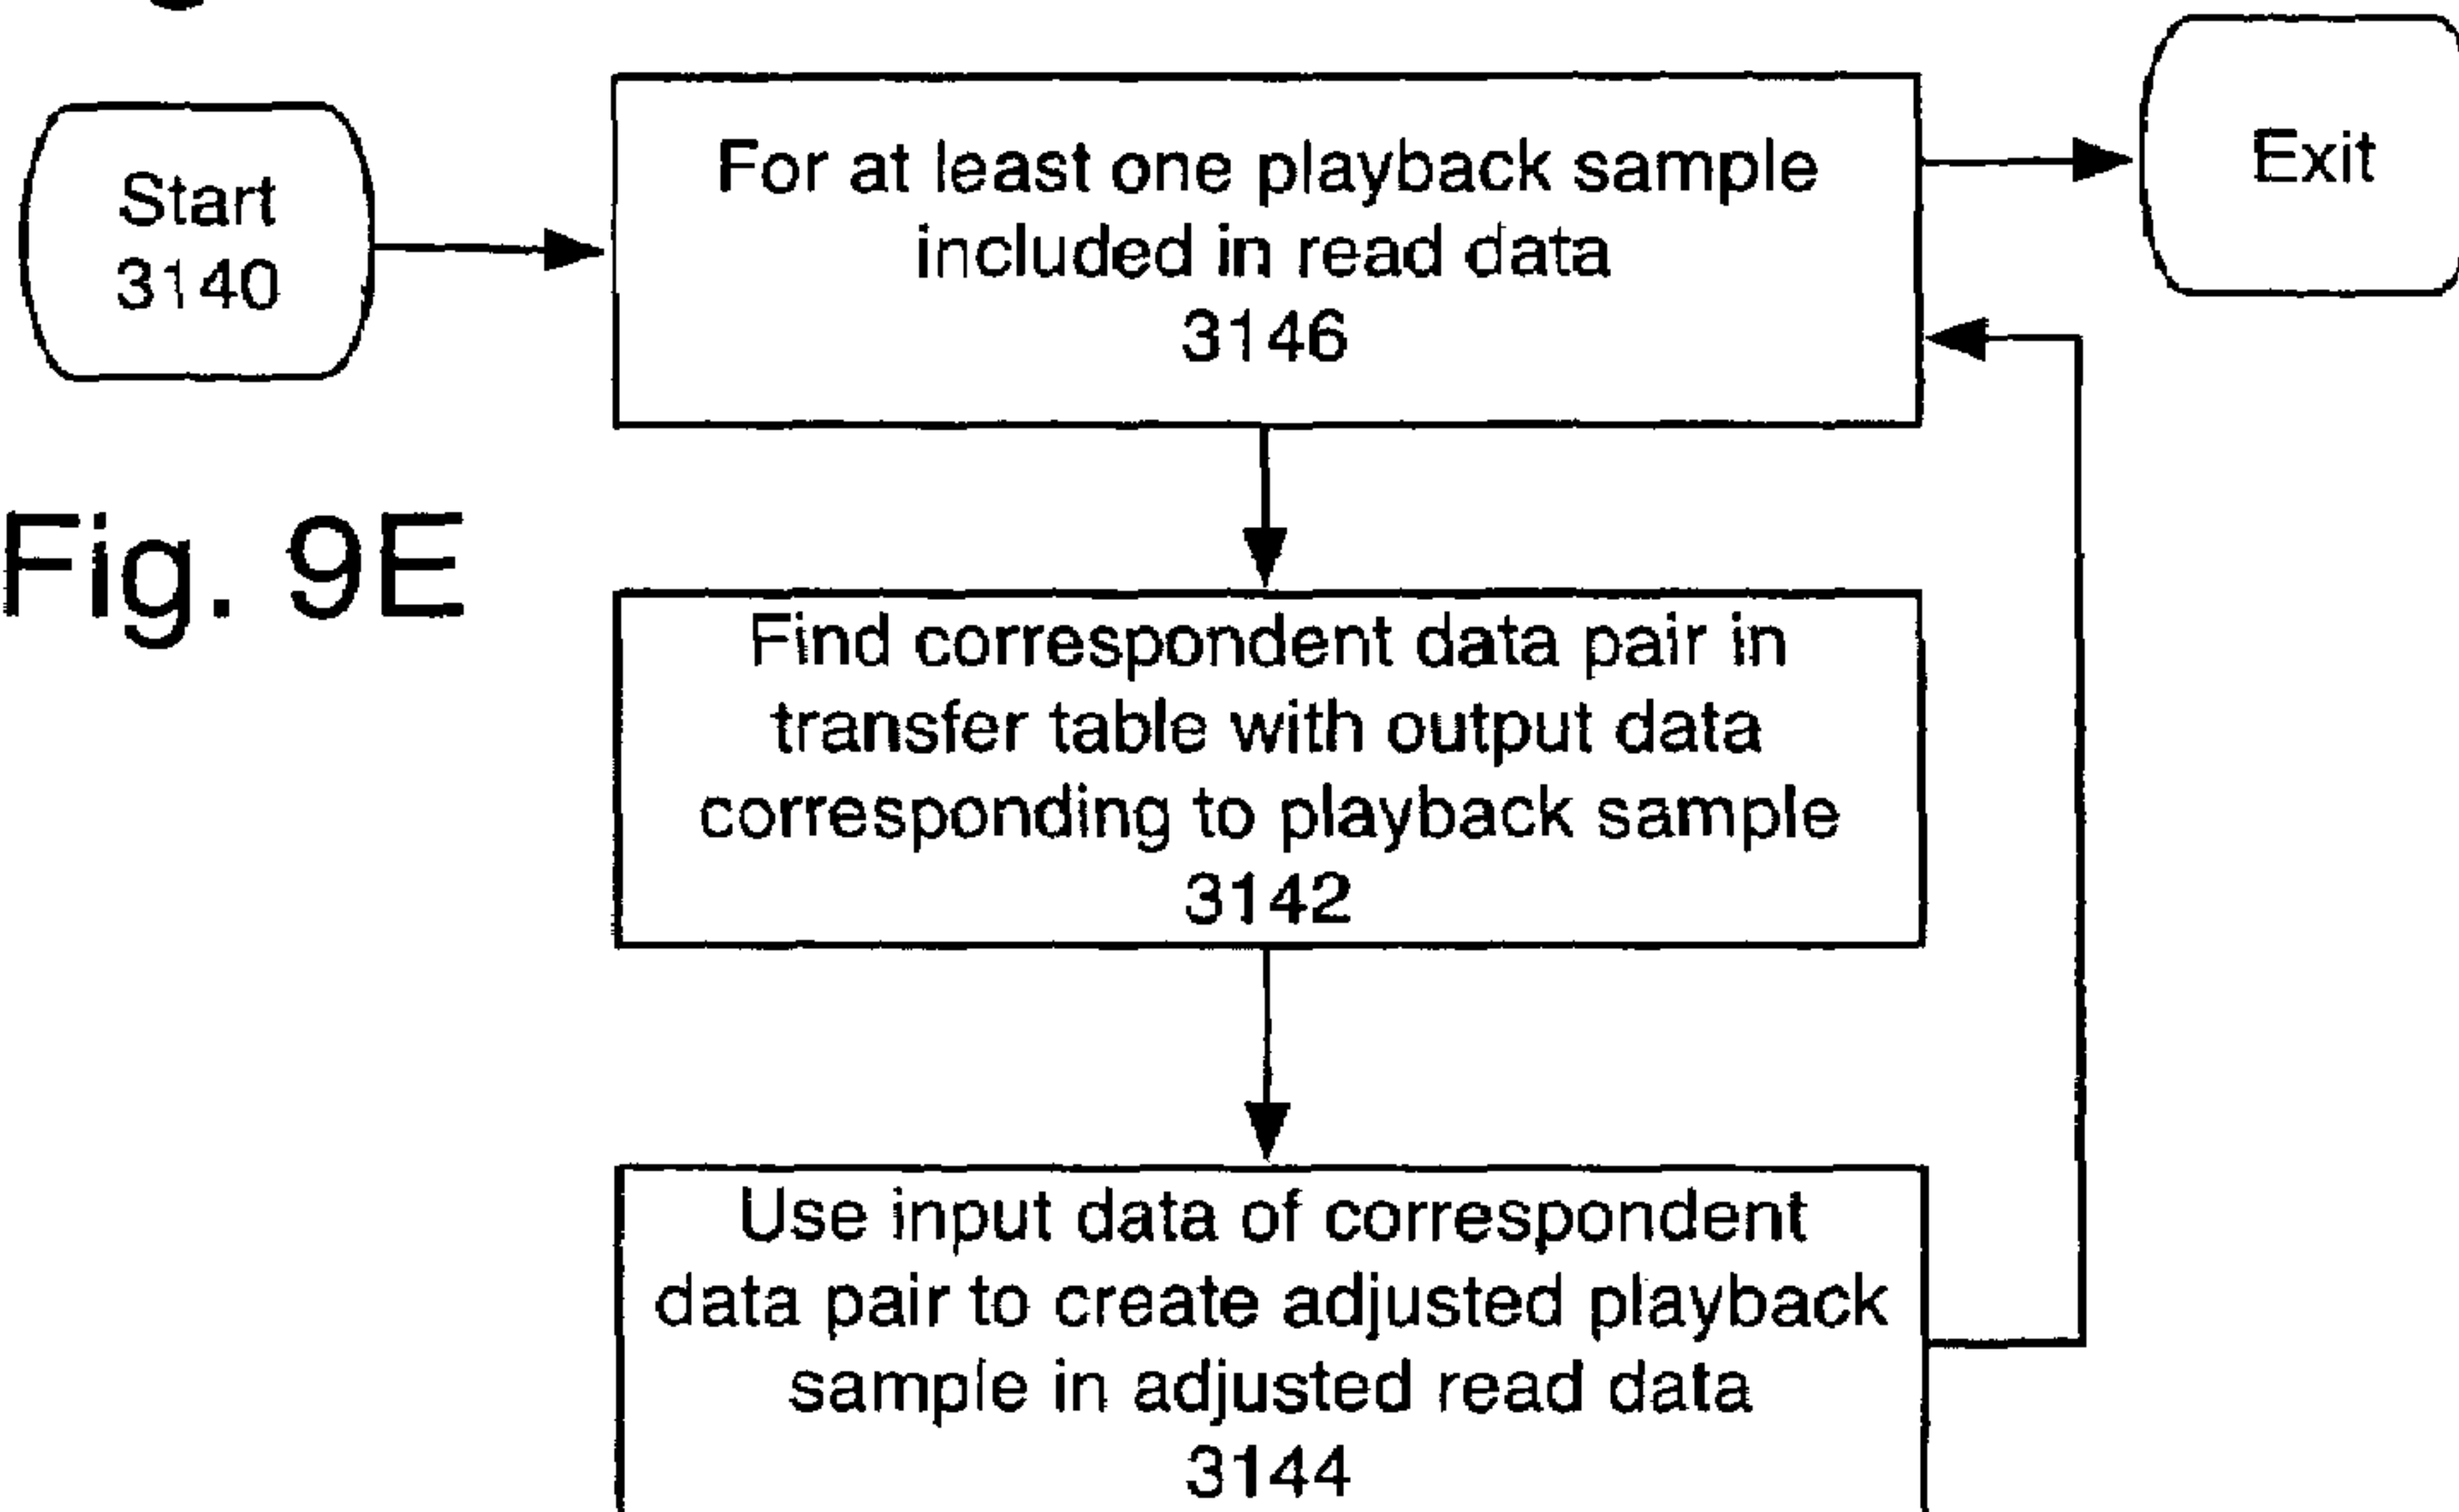 Start
3140
For at least one playback sample
included in read data
3146
Exit
Fig. 9E
Find correspondent data pair in
transfer table with output data
corresponding to playback sample
3142
Use input data of correspondent
data pair to create adjusted playback
sample in adjusted read data
3144